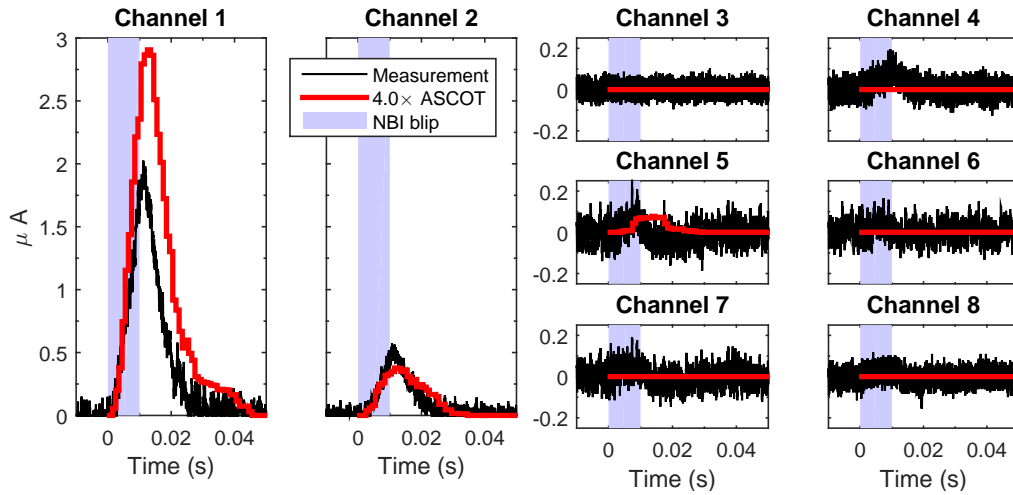 Channel 1
Channel 2
Channel 3
Channel 4
3
2.5
2
1.5
1
0.5
0
μ A
0
0.02
0.04
Time (s)
Measurement
4.0× ASCOT
NBI blip
0
0.02
0.04
Time (s)
0.2
0
-0.2
0.2
0
-0.2
Channel 5
Channel 6
0.2
0
-0.2
0.2
0
-0.2
Channel 7
Channel 8
0.2
0
-0.2
0.2
0
-0.2
0
0.02
0.04
0
0.02
0.04
Time (s)
Time (s)